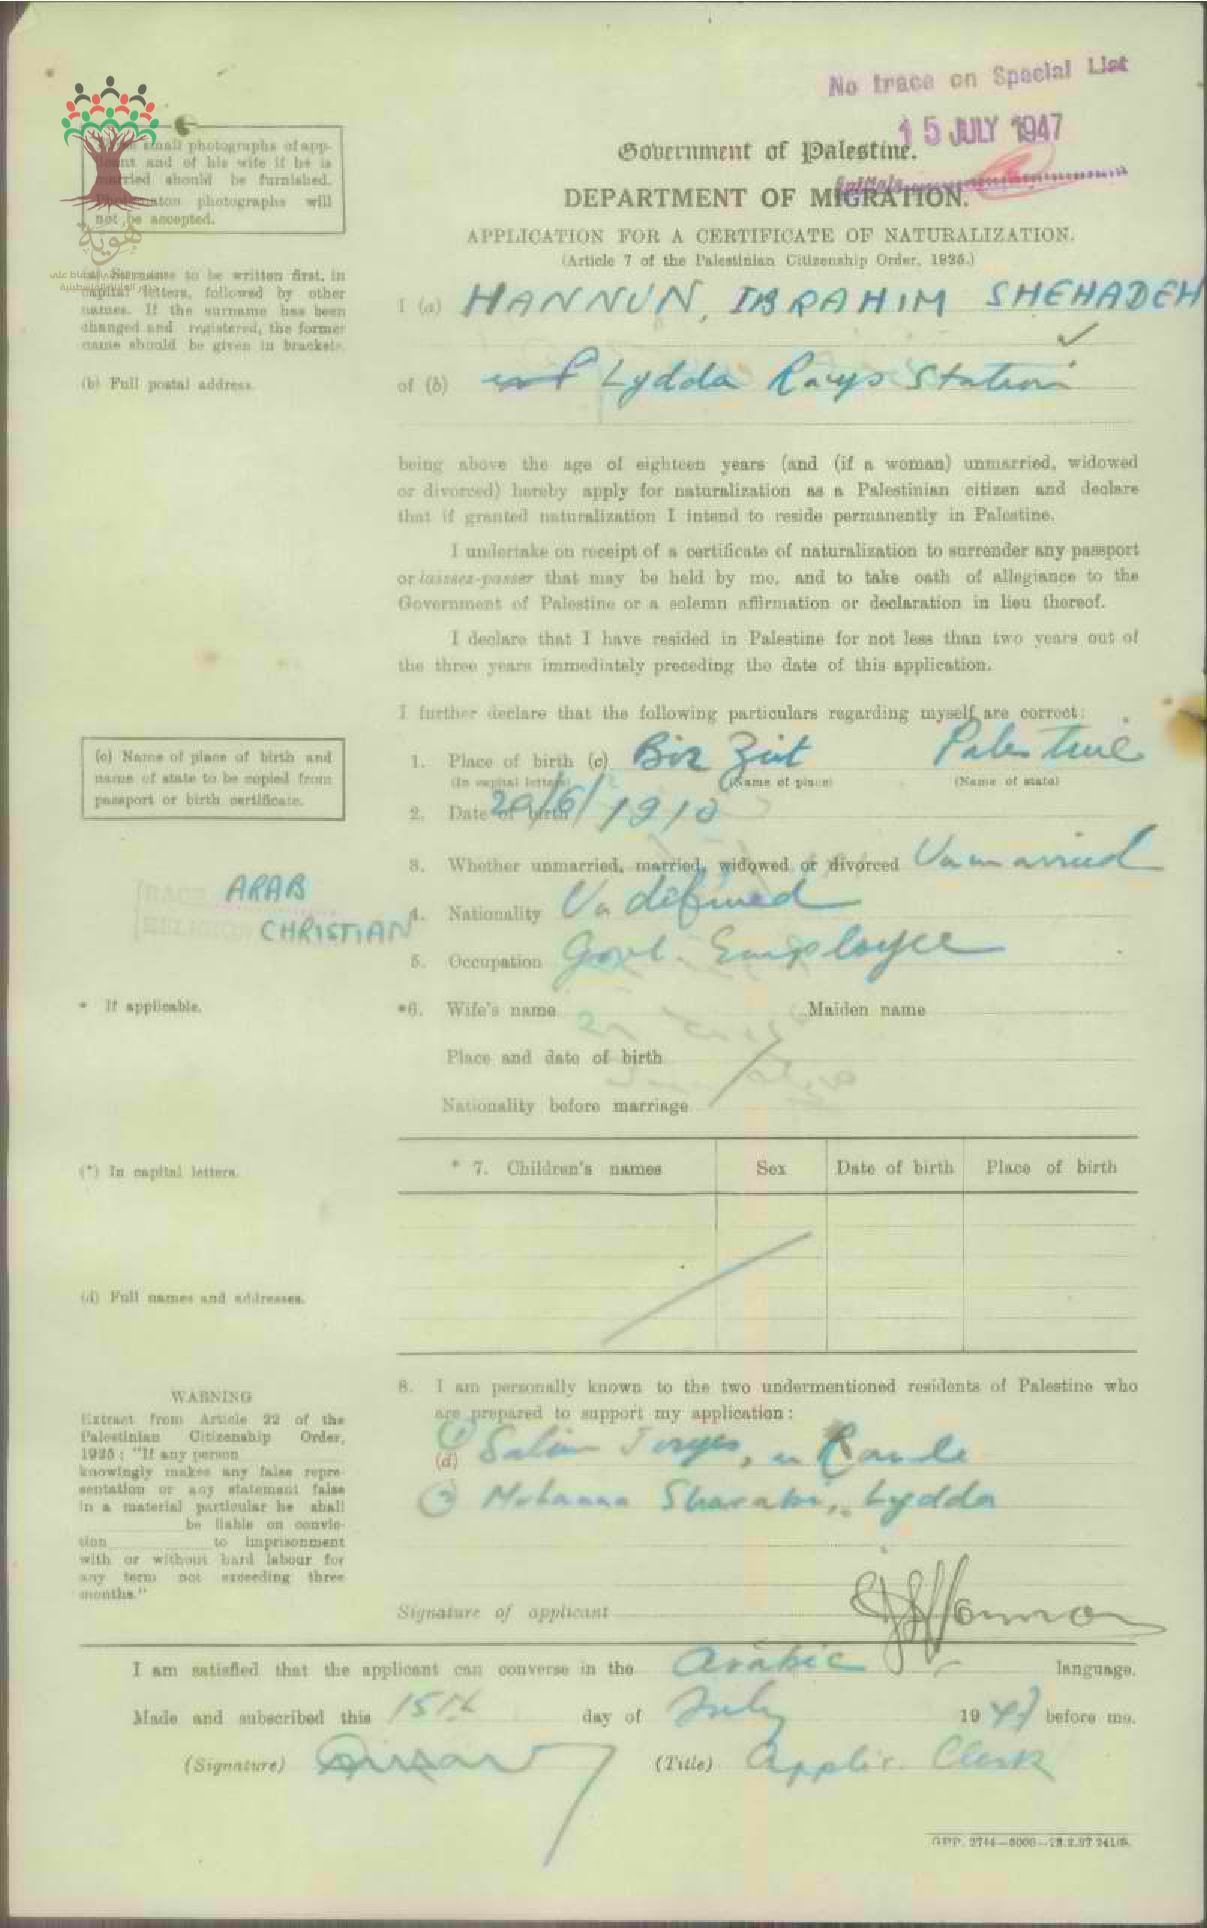 No trace on Special List
15 JULY 1947
Initials
Government of Palestine.
DEPARTMENT OF MIGRATION.
APPLICATION FOR A CERTIFICATE OF NATURALIZATION.
(Article 7 of the Palestinian Citizenship Order, 1925.)
small photographs of app-
and of his wife if he is
married should be furnished.
photographs will
not be accepted.
هوية
(a) Surname to be written first, in
capital letters, followed by other
names. If the surname has been
changed and registered, the former
name should be given in brackets.
I (a) HANNUN, IBRAHIM SHEHADEH
(b) Full postal address.
of (b) Lydda Rays Station
being above the age of eighteen years (and (if a woman) unmarried, widowed
or divorced) hereby apply for naturalization as a Palestinian citizen and declare
that if granted naturalization I intend to reside permanently in Palestine.
I undertake on receipt of a certificate of naturalization to surrender any passport
or laissez-passer that may be held by me, and to take oath of allegiance to the
Government of Palestine or a solemn affirmation or declaration in lieu thereof.
I declare that I have resided in Palestine for not less than two years out of
the three years immediately preceding the date of this application.
I further declare that the following particulars regarding myself are correct:
(c) Name of place of birth and
name of state to be copied from
passport or birth certificate.
1. Place of birth (c) Bir Zeit Palestine
(In capital letters) (Name of place) (Name of state)
2. Date of birth 29/6/1910
3. Whether unmarried, married, widowed or divorced Unmarried
RACE ARAB
RELIGION CHRISTIAN
4. Nationality Undefined
5. Occupation Govt. Employee
* If applicable.
*6. Wife's name Maiden name
Place and date of birth
Nationality before marriage
(*) In capital letters.
* 7. Children's names Sex Date of birth Place of birth
(d) Full names and addresses.
8. I am personally known to the two undermentioned residents of Palestine who
are prepared to support my application:
(d) (1) Salim Jorges, Ramle
(2) Mohanna Sharabi, Lydda
WARNING
Extract from Article 22 of the
Palestinian Citizenship Order,
1925: "If any person
knowingly makes any false repre-
sentation or any statement false
in a material particular he shall
be liable on convic-
tion to imprisonment
with or without hard labour for
any term not exceeding three
months."
Signature of applicant
I am satisfied that the applicant can converse in the Arabic language.
Made and subscribed this 15th day of July 1947 before me.
(Signature) (Title) Applic. Clerk